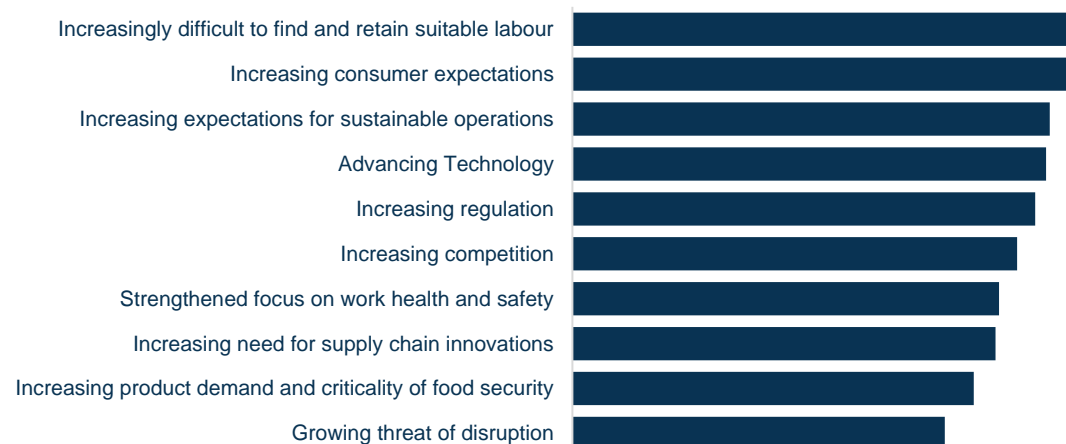 Increasingly difficult to find and retain suitable labour
Increasing consumer expectations
Increasing expectations for sustainable operations
Advancing Technology
Increasing regulation
Increasing competition
Strengthened focus on work health and safety
Increasing need for supply chain innovations
Increasing product demand and criticality of food security
Growing threat of disruption